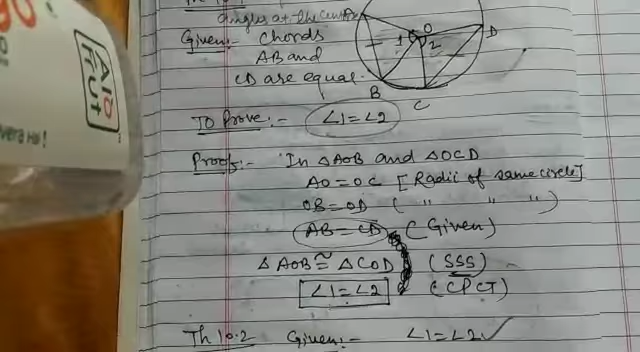 angles at the centre
Given:- Chords
AB and
CD are equal.
A
O
D
1
2
B
C
To Prove:- ∠1=∠2
Proof:- In △AOB and △OCD
AO=OC [Radii of same circle]
OB=OD ( " " " )
AB=CD (Given)
△AOB≅△COD (SSS)
∠1=∠2 (CPCT)
Th 10.2 Given:- ∠1=∠2